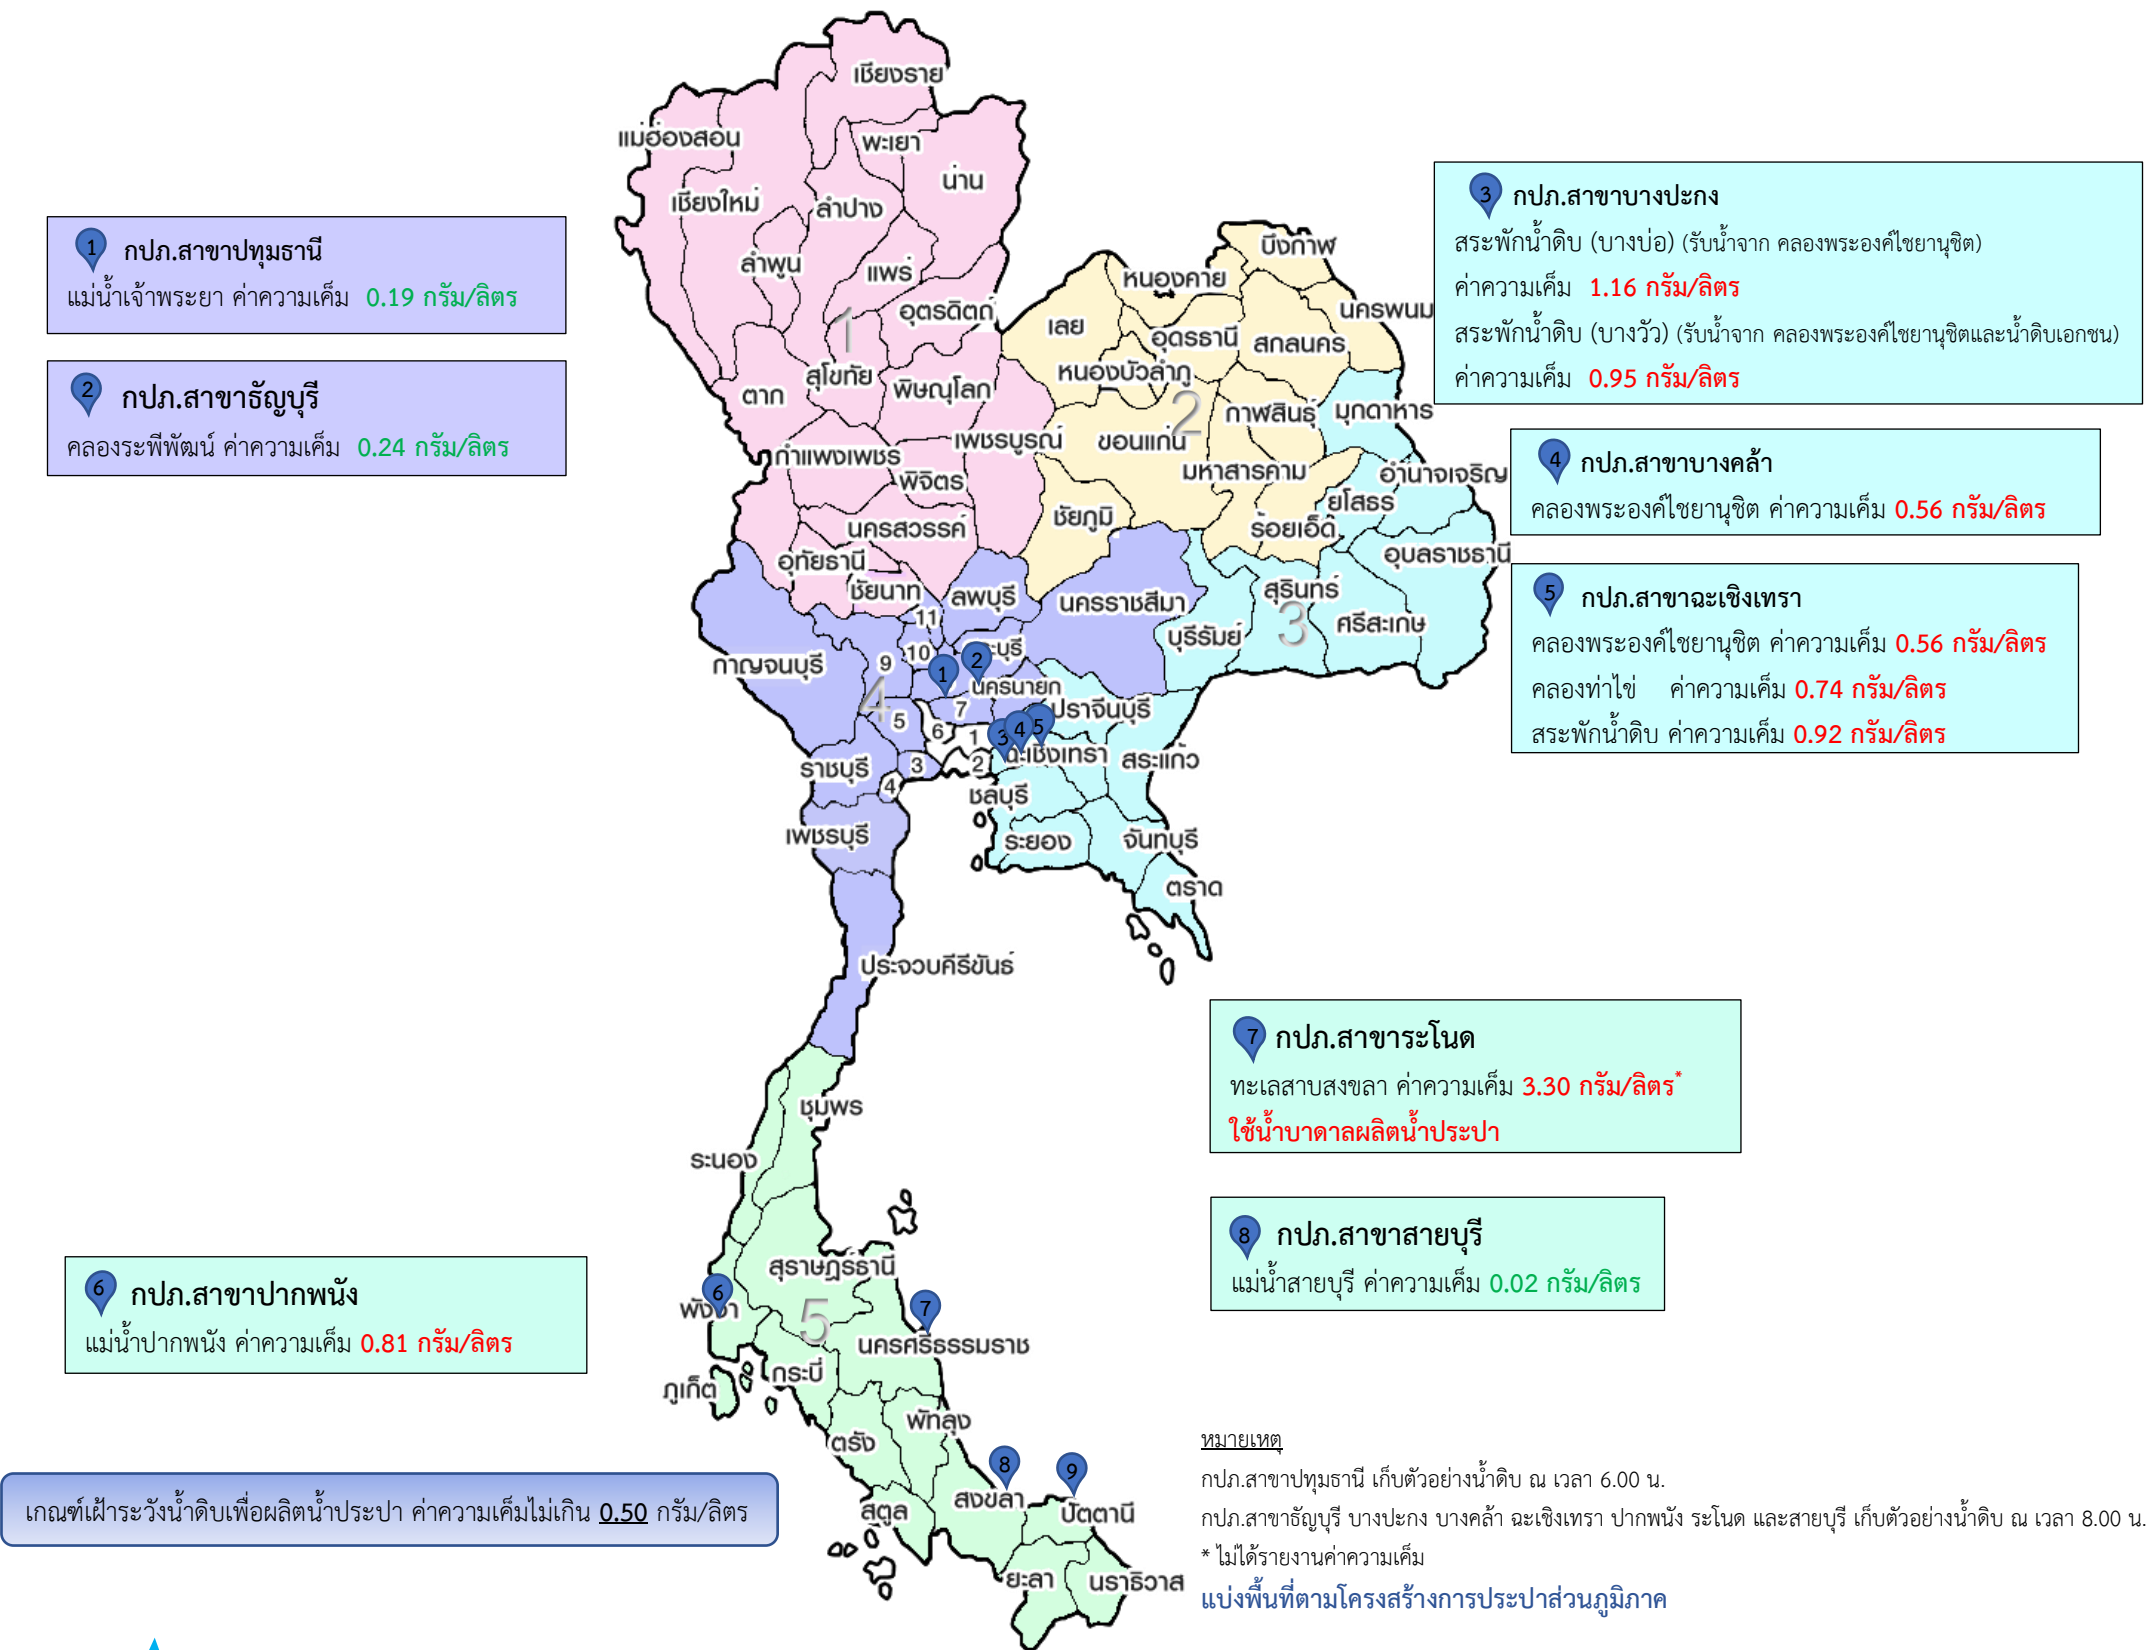 เชียงราย
แม่ฮ่องสอน
พะเยา
น่าน
เชียงใหม่
ลำปาง
ลำพูน
แพร่
อุตรดิตถ์
1
สุโขทัย
ตาก
พิษณุโลก
เพชรบูรณ์
กำแพงเพชร
พิจิตร
นครสวรรค์
อุทัยธานี
บึงกาฬ
หนองคาย
นครพนม
เลย
อุดรธานี
สกลนคร
หนองบัวลำภู
2
กาฬสินธุ์
มุกดาหาร
ขอนแก่น
มหาสารคาม
อำนาจเจริญ
ยโสธร
ชัยภูมิ
ร้อยเอ็ด
อุบลราชธานี
ชัยนาท
ลพบุรี
นครราชสีมา
สุรินทร์
3
ศรีสะเกษ
บุรีรัมย์
11
10
9
กาญจนบุรี
4
1
2
ะบุรี
นครนายก
7
5
6
1
ปราจีนบุรี
3
4
5
ฉะเชิงเทรา
สระแก้ว
2
3
4
ราชบุรี
ชลบุรี
เพชรบุรี
ระยอง
จันทบุรี
ตราด
ประจวบคีรีขันธ์
ชุมพร
ระนอง
สุราษฎร์ธานี
6
5
7
นครศรีธรรมราช
กระบี่
ภูเก็ต
พัทลุง
ตรัง
8
9
สงขลา
ปัตตานี
สตูล
ยะลา
นราธิวาส
1 กปภ.สาขาปทุมธานี
แม่น้ำเจ้าพระยา ค่าความเค็ม 0.19 กรัม/ลิตร
2 กปภ.สาขาธัญบุรี
คลองระพีพัฒน์ ค่าความเค็ม 0.24 กรัม/ลิตร
3 กปภ.สาขาบางปะกง
สระพักน้ำดิบ (บางบ่อ) (รับน้ำจาก คลองพระองค์ไชยานุชิต)
ค่าความเค็ม 1.16 กรัม/ลิตร
สระพักน้ำดิบ (บางวัว) (รับน้ำจาก คลองพระองค์ไชยานุชิตและน้ำดิบเอกชน)
ค่าความเค็ม 0.95 กรัม/ลิตร
4 กปภ.สาขาบางคล้า
คลองพระองค์ไชยานุชิต ค่าความเค็ม 0.56 กรัม/ลิตร
5 กปภ.สาขาฉะเชิงเทรา
คลองพระองค์ไชยานุชิต ค่าความเค็ม 0.56 กรัม/ลิตร
คลองท่าไข่ ค่าความเค็ม 0.74 กรัม/ลิตร
สระพักน้ำดิบ ค่าความเค็ม 0.92 กรัม/ลิตร
6 กปภ.สาขาปากพนัง
แม่น้ำปากพนัง ค่าความเค็ม 0.81 กรัม/ลิตร
7 กปภ.สาขาระโนด
ทะเลสาบสงขลา ค่าความเค็ม 3.30 กรัม/ลิตร*
ใช้น้ำบาดาลผลิตน้ำประปา
8 กปภ.สาขาสายบุรี
แม่น้ำสายบุรี ค่าความเค็ม 0.02 กรัม/ลิตร
เกณฑ์เฝ้าระวังน้ำดิบเพื่อผลิตน้ำประปา ค่าความเค็มไม่เกิน 0.50 กรัม/ลิตร
หมายเหตุ
กปภ.สาขาปทุมธานี เก็บตัวอย่างน้ำดิบ ณ เวลา 6.00 น.
กปภ.สาขาธัญบุรี บางปะกง บางคล้า ฉะเชิงเทรา ปากพนัง ระโนด และสายบุรี เก็บตัวอย่างน้ำดิบ ณ เวลา 8.00 น.
* ไม่ได้รายงานค่าความเค็ม
แบ่งพื้นที่ตามโครงสร้างการประปาส่วนภูมิภาค